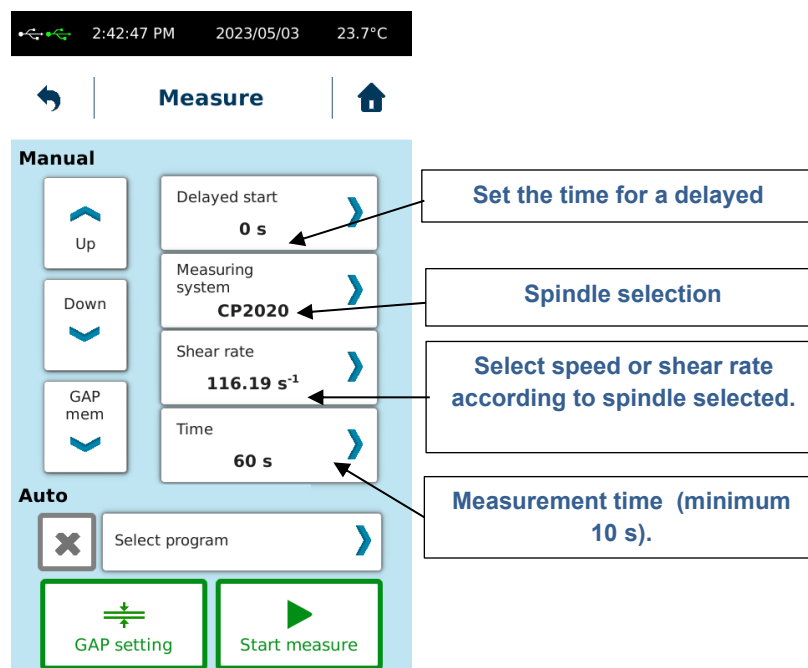 2:42:47 PM 2023/05/03 23.7°C
Measure
Manual
Up
Down
GAP
mem
Delayed start
0 s
Measuring
system
CP2020
Shear rate
116.19 s⁻¹
Time
60 s
Set the time for a delayed
Spindle selection
Select speed or shear rate
according to spindle selected.
Measurement time (minimum
10 s).
Auto
Select program
GAP setting
Start measure